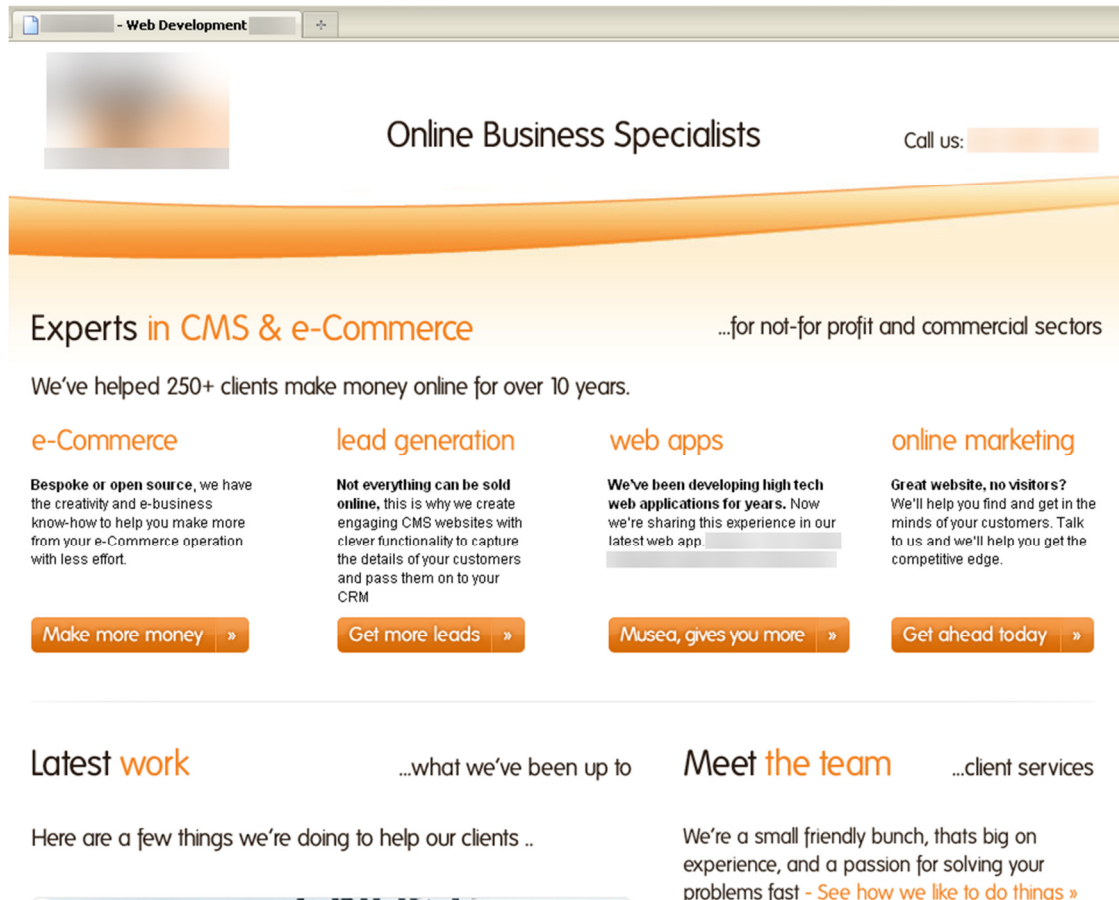 - Web Development
Online Business Specialists
Call us:
Experts in CMS & e-Commerce
...for not-for profit and commercial sectors
We've helped 250+ clients make money online for over 10 years.
e-Commerce
Bespoke or open source, we have
the creativity and e-business
know-how to help you make more
from your e-Commerce operation
with less effort.
Make more money »
lead generation
Not everything can be sold
online, this is why we create
engaging CMS websites with
clever functionality to capture
the details of your customers
and pass them on to your
CRM
Get more leads »
web apps
We've been developing high tech
web applications for years. Now
we're sharing this experience in our
latest web app.
Musea, gives you more »
online marketing
Great website, no visitors?
We'll help you find and get in the
minds of your customers. Talk
to us and we'll help you get the
competitive edge.
Get ahead today »
Latest work
...what we've been up to
Here are a few things we're doing to help our clients ..
Meet the team
...client services
We're a small friendly bunch, thats big on
experience, and a passion for solving your
problems fast - See how we like to do things »